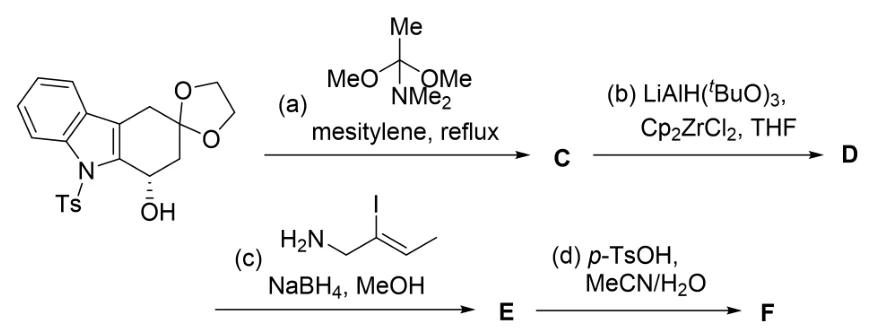 Me
MeO OMe
(a) NMe₂
mesitylene, reflux
(b) LiAlH(ᵗBuO)₃,
Cp₂ZrCl₂, THF
O
O
N
Ts
OH
C
D
I
H₂N
(c)
NaBH₄, MeOH
(d) p-TsOH,
MeCN/H₂O
E
F